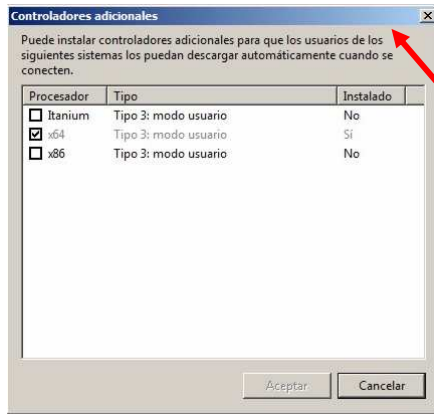 Controladores adicionales
Puede instalar controladores adicionales para que los usuarios de los
siguientes sistemas los puedan descargar automáticamente cuando se
conecten.
Procesador Tipo Instalado
Itanium Tipo 3: modo usuario No
x64 Tipo 3: modo usuario Sí
x86 Tipo 3: modo usuario No
Aceptar Cancelar